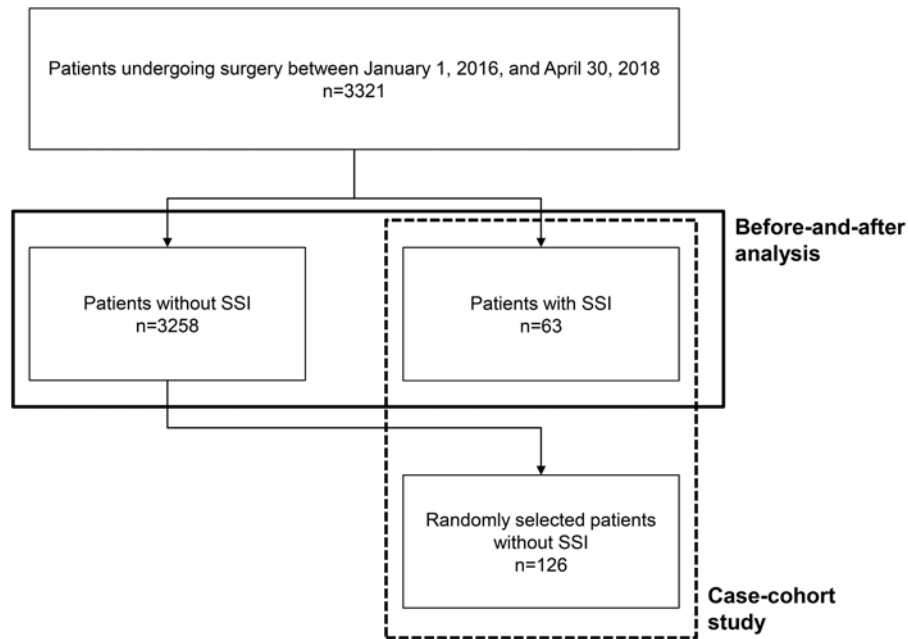 Patients undergoing surgery between January 1, 2016, and April 30, 2018
n=3321
Before-and-after
analysis
Patients without SSI
n=3258
Patients with SSI
n=63
Randomly selected patients
without SSI
n=126
Case-cohort
study